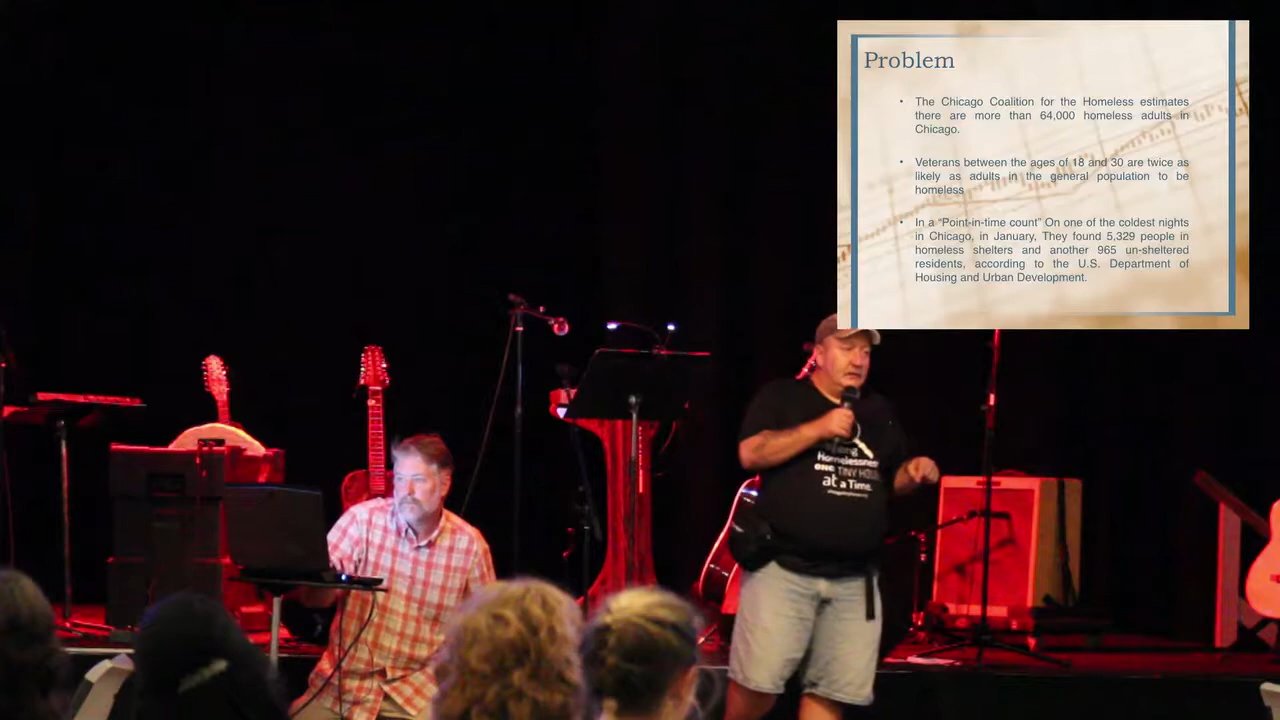 Problem
• The Chicago Coalition for the Homeless estimates
there are more than 64,000 homeless adults in
Chicago.
• Veterans between the ages of 18 and 30 are twice as
likely as adults in the general population to be
homeless
• In a “Point-in-time count” On one of the coldest nights
in Chicago, in January, They found 5,329 people in
homeless shelters and another 965 un-sheltered
residents, according to the U.S. Department of
Housing and Urban Development.
Homelessness
one TINY
at a Time.